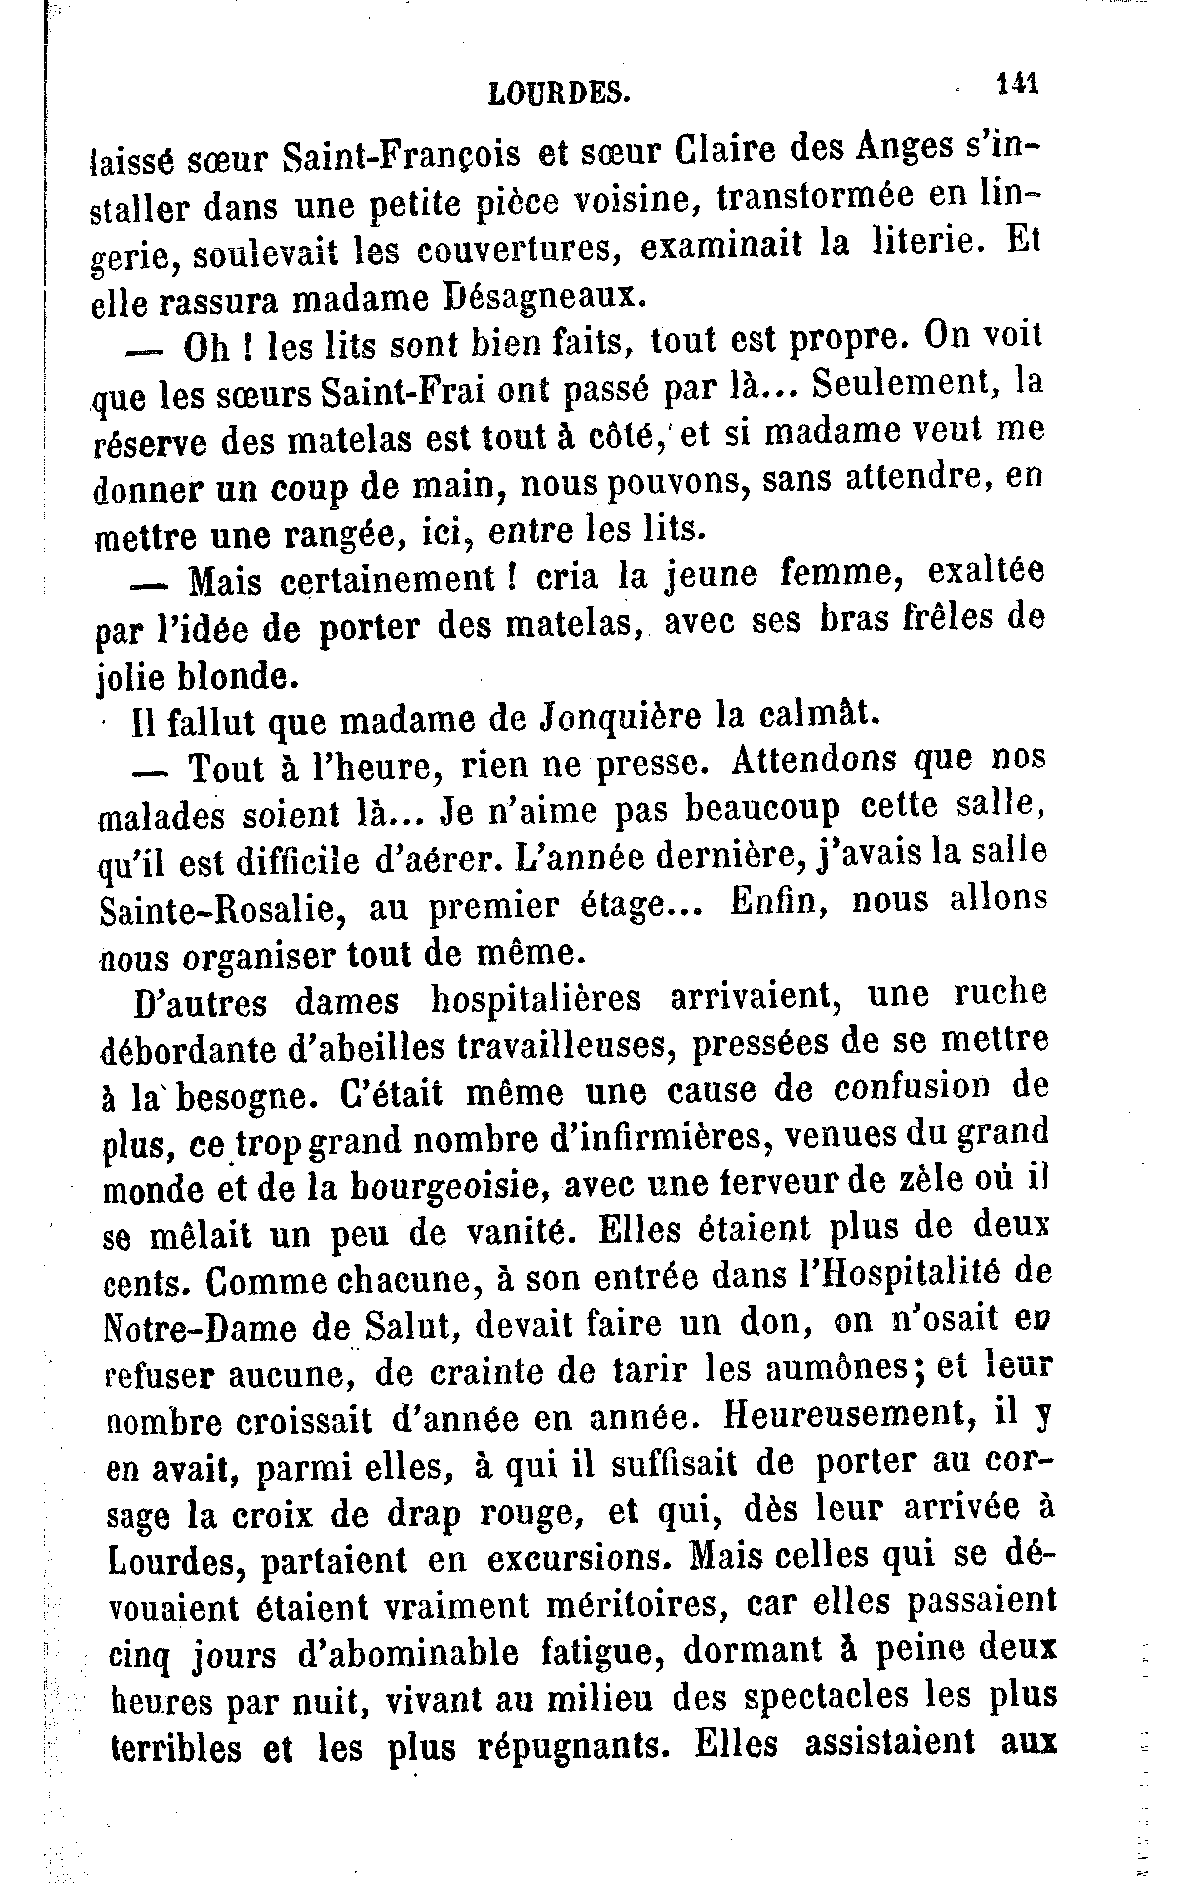 LOURDES. 141
laissé sœur Saint-François et sœur Claire des Anges s'in-
staller dans une petite pièce voisine, transformée en lin-
gerie, soulevait les couvertures, examinait la literie. Et
elle rassura madame Désagneaux.
— Oh ! les lits sont bien faits, tout est propre. On voit
que les sœurs Saint-Frai ont passé par là... Seulement, la
réserve des matelas est tout à côté, et si madame veut me
donner un coup de main, nous pouvons, sans attendre, en
mettre une rangée, ici, entre les lits.
— Mais certainement ! cria la jeune femme, exaltée
par l'idée de porter des matelas, avec ses bras frêles de
jolie blonde.
Il fallut que madame de Jonquière la calmât.
— Tout à l'heure, rien ne presse. Attendons que nos
malades soient là... Je n'aime pas beaucoup cette salle,
qu'il est difficile d'aérer. L'année dernière, j'avais la salle
Sainte-Rosalie, au premier étage... Enfin, nous allons
nous organiser tout de même.
D'autres dames hospitalières arrivaient, une ruche
débordante d'abeilles travailleuses, pressées de se mettre
à la besogne. C'était même une cause de confusion de
plus, ce trop grand nombre d'infirmières, venues du grand
monde et de la bourgeoisie, avec une ferveur de zèle où il
se mêlait un peu de vanité. Elles étaient plus de deux
cents. Comme chacune, à son entrée dans l'Hospitalité de
Notre-Dame de Salut, devait faire un don, on n'osait en
refuser aucune, de crainte de tarir les aumônes; et leur
nombre croissait d'année en année. Heureusement, il y
en avait, parmi elles, à qui il suffisait de porter au cor-
sage la croix de drap rouge, et qui, dès leur arrivée à
Lourdes, partaient en excursions. Mais celles qui se dé-
vouaient étaient vraiment méritoires, car elles passaient
cinq jours d'abominable fatigue, dormant à peine deux
heures par nuit, vivant au milieu des spectacles les plus
terribles et les plus répugnants. Elles assistaient aux